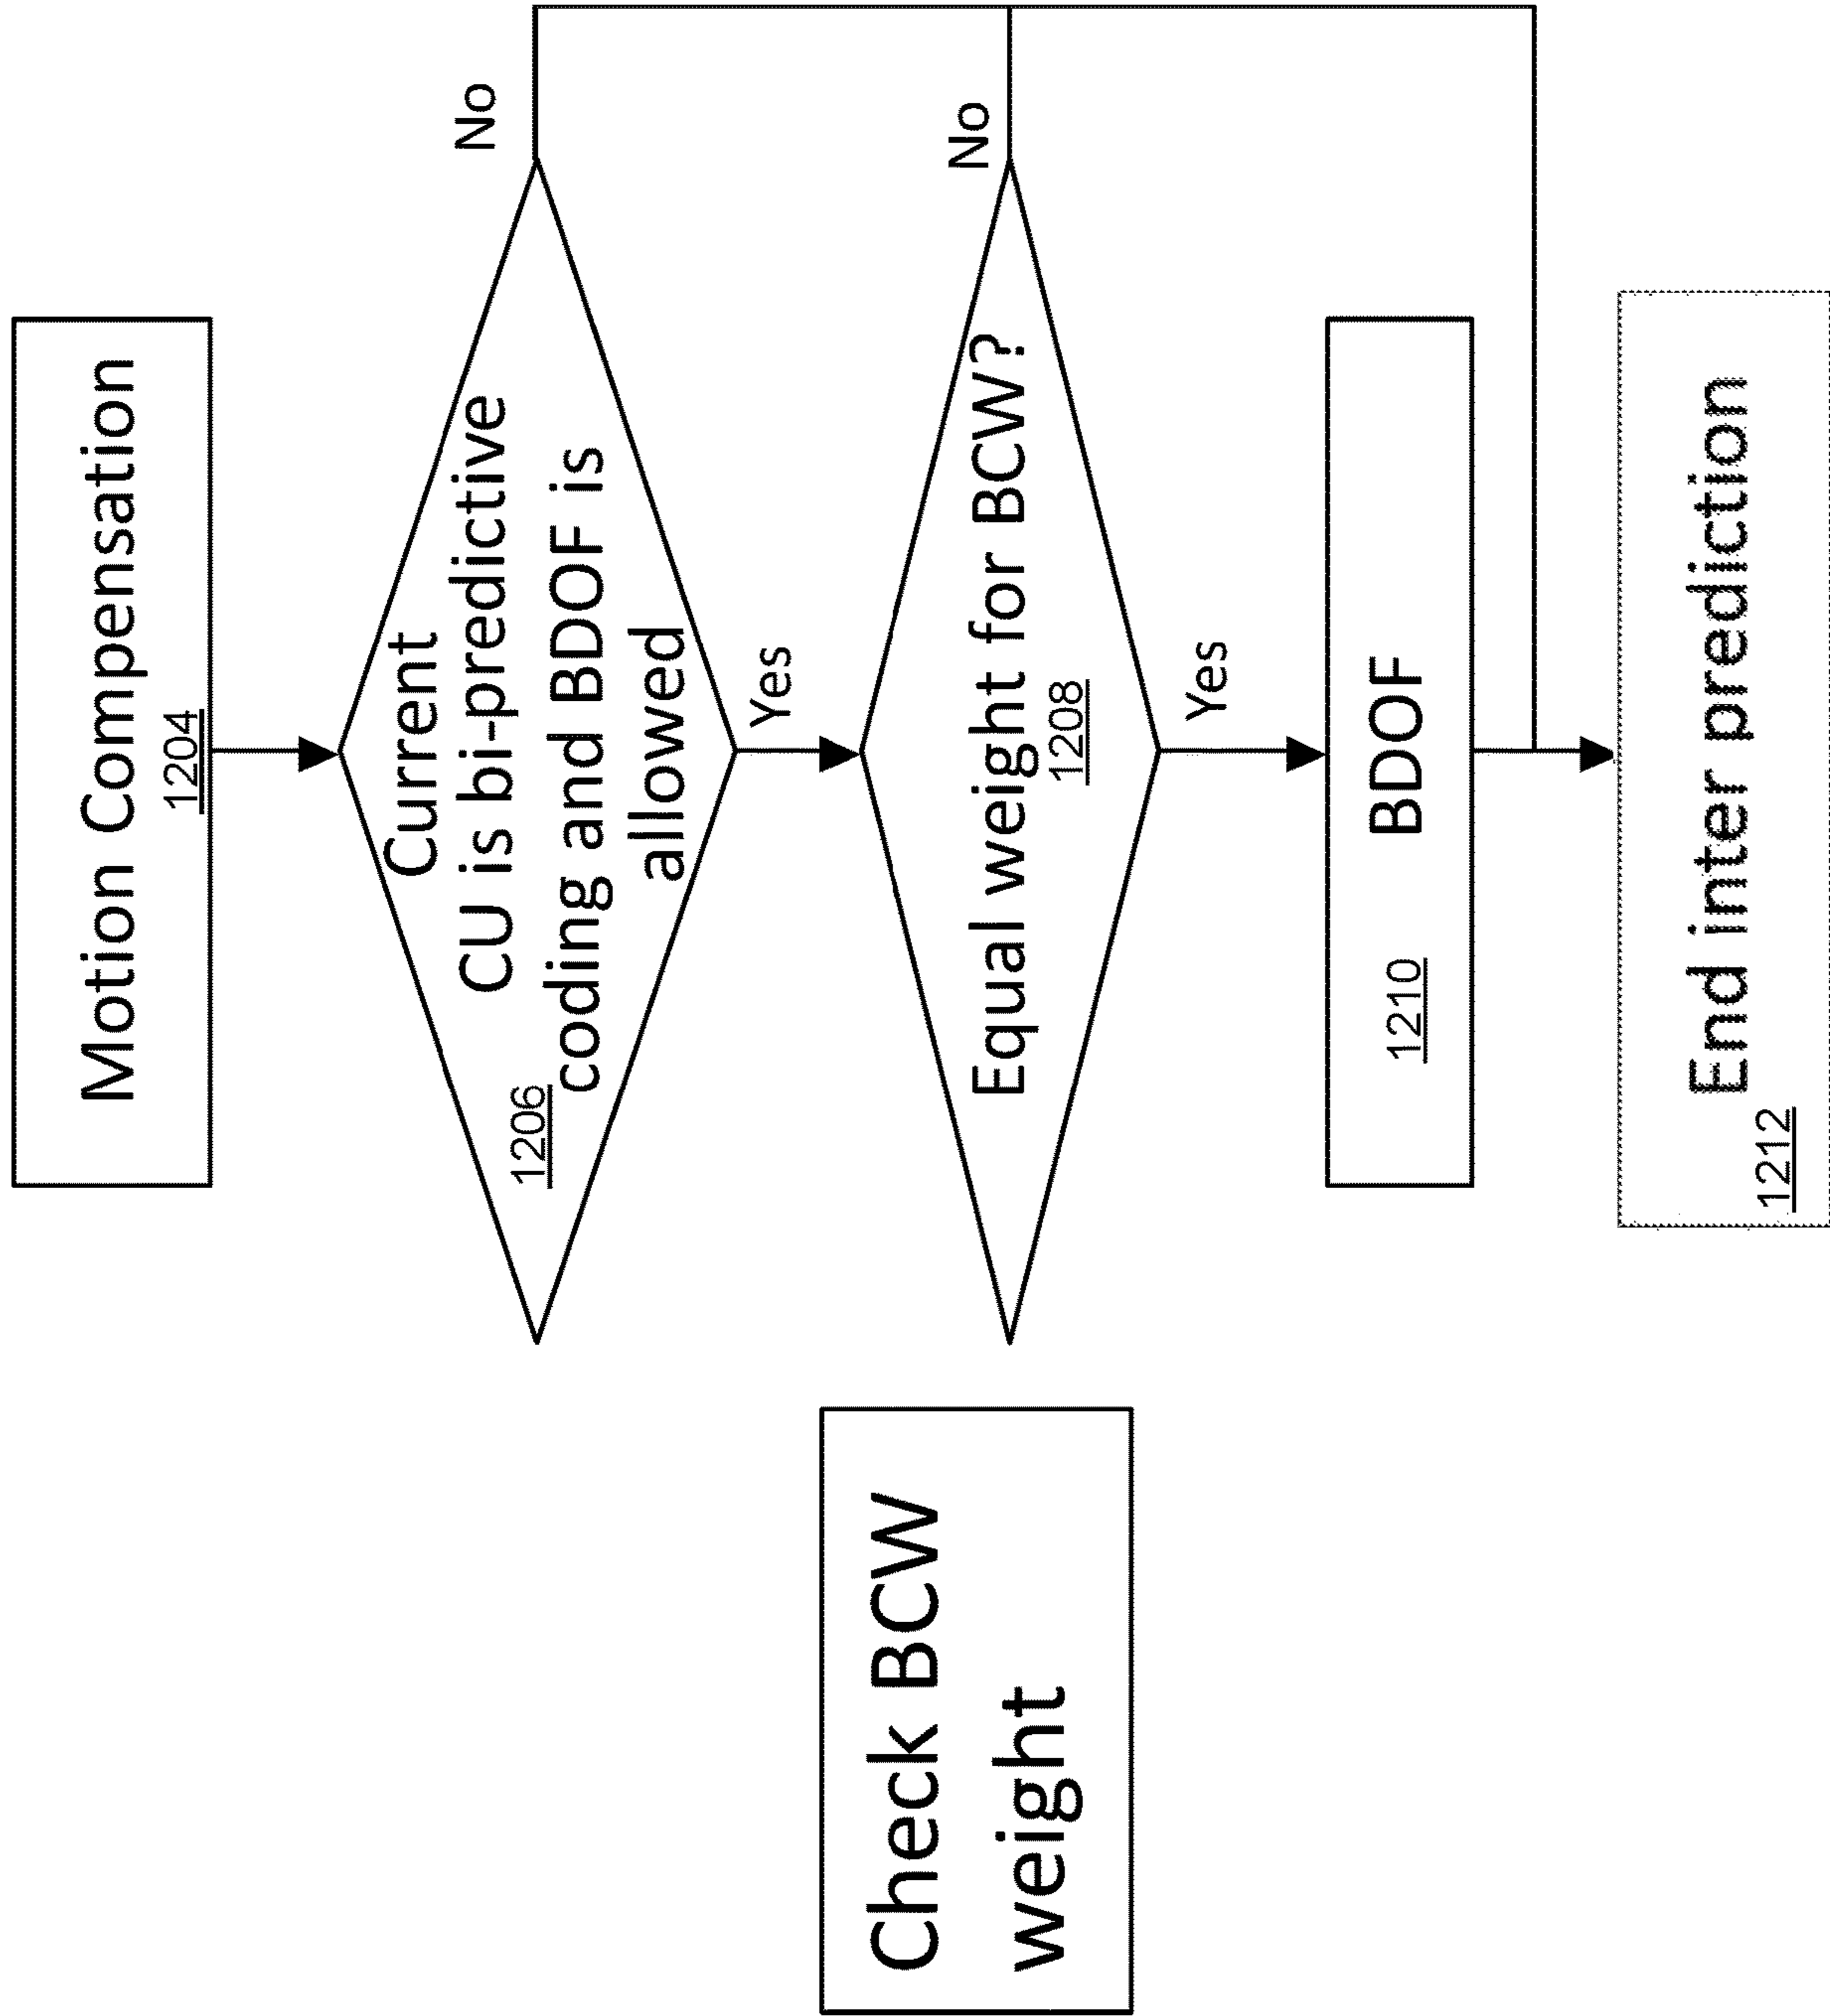 Motion Compensation
1204
Current
CU is bi-predictive
coding and BDOF is
allowed
1206
No
Yes
Equal weight for BCW?
1208
No
Yes
Check BCW
weight
BDOF
1210
End inter prediction
1212